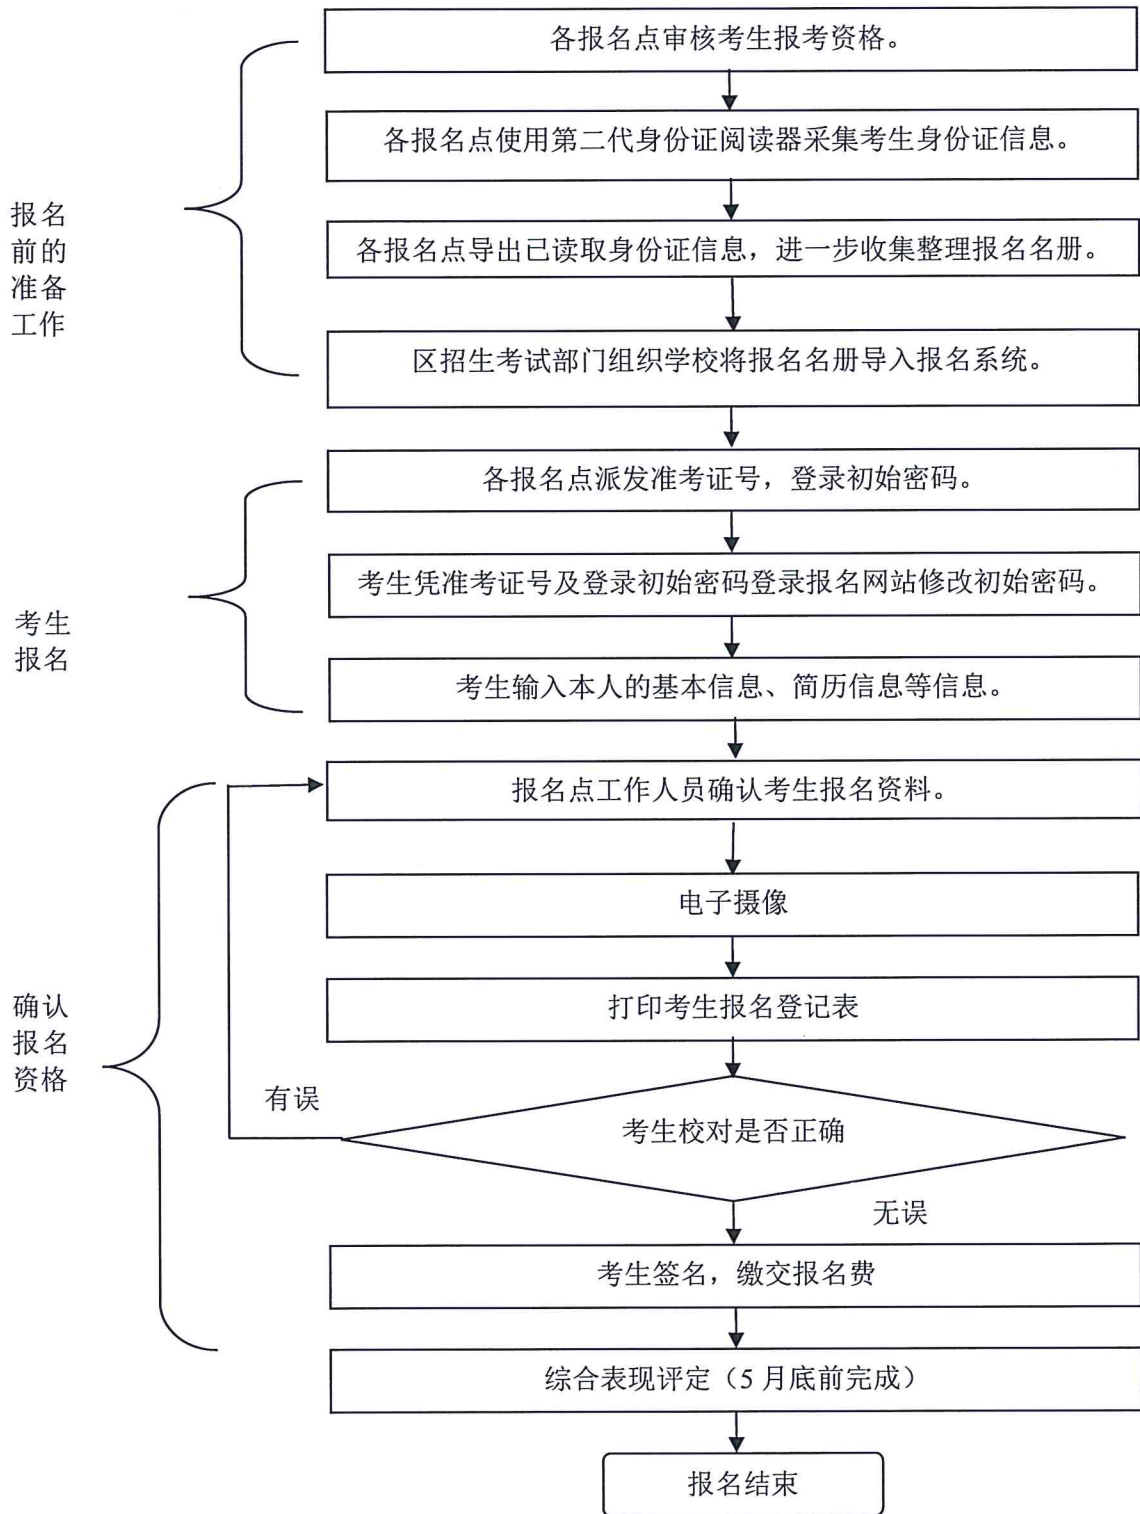 各报名点审核考生报考资格。
各报名点使用第二代身份证阅读器采集考生身份证信息。
报名
前的
准备
工作
各报名点导出已读取身份证信息，进一步收集整理报名名册。
区招生考试部门组织学校将报名名册导入报名系统。
各报名点派发准考证号，登录初始密码。
考生凭准考证号及登录初始密码登录报名网站修改初始密码。
考生
报名
考生输入本人的基本信息、简历信息等信息。
报名点工作人员确认考生报名资料。
电子摄像
打印考生报名登记表
确认
报名
资格
有误
考生校对是否正确
无误
考生签名，缴交报名费
综合表现评定（5 月底前完成）
报名结束